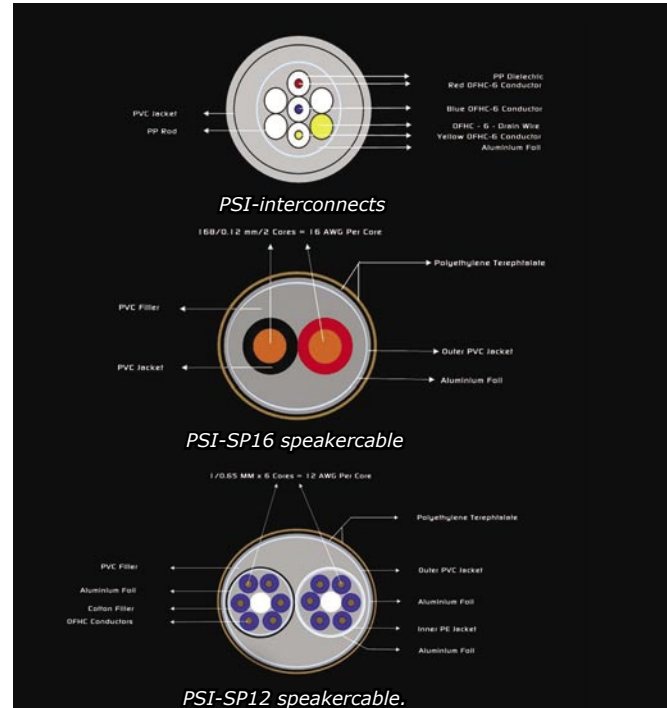 PP Dielechic
Red OFHC-6 Conductor
Blue OFHC-6 Conductor
PVC Jacket
OFHC - 6 - Drain Wire
PP Rod
Yellow OFHC-6 Conductor
Aluminium Foil
PSI-interconnects
168/0.12 mm/2 Cores = 16 AWG Per Core
Polyethylene Terephtalate
PVC Filler
Outer PVC Jacket
PVC Jacket
Aluminium Foil
PSI-SP16 speakercable
1/0.65 MM x 6 Cores = 12 AWG Per Core
Polyethylene Terephtalate
PVC Filler
Outer PVC Jacket
Aluminium Foil
Aluminium Foil
Cotton Filler
OFHC Conductors
Inner PE Jacket
Aluminium Foil
PSI-SP12 speakercable.